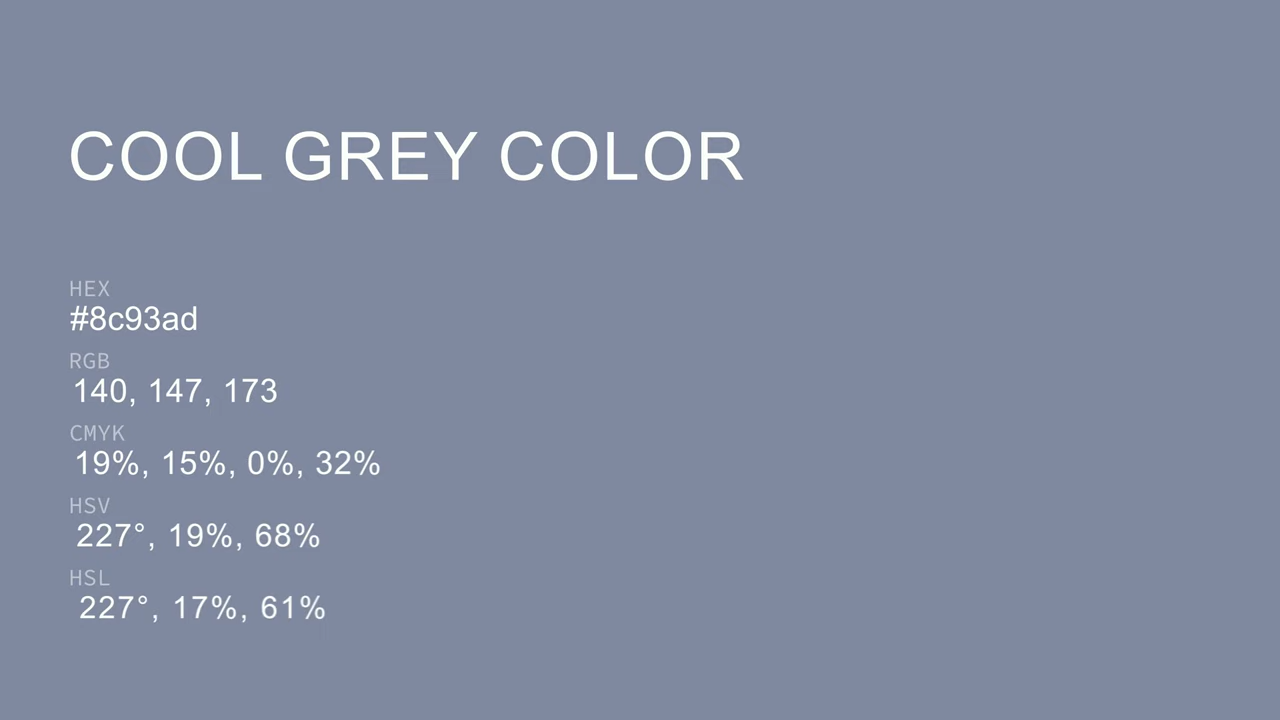 COOL GREY COLOR
HEX
#8c93ad
RGB
140, 147, 173
CMYK
19%, 15%, 0%, 32%
HSV
227°, 19%, 68%
HSL
227°, 17%, 61%